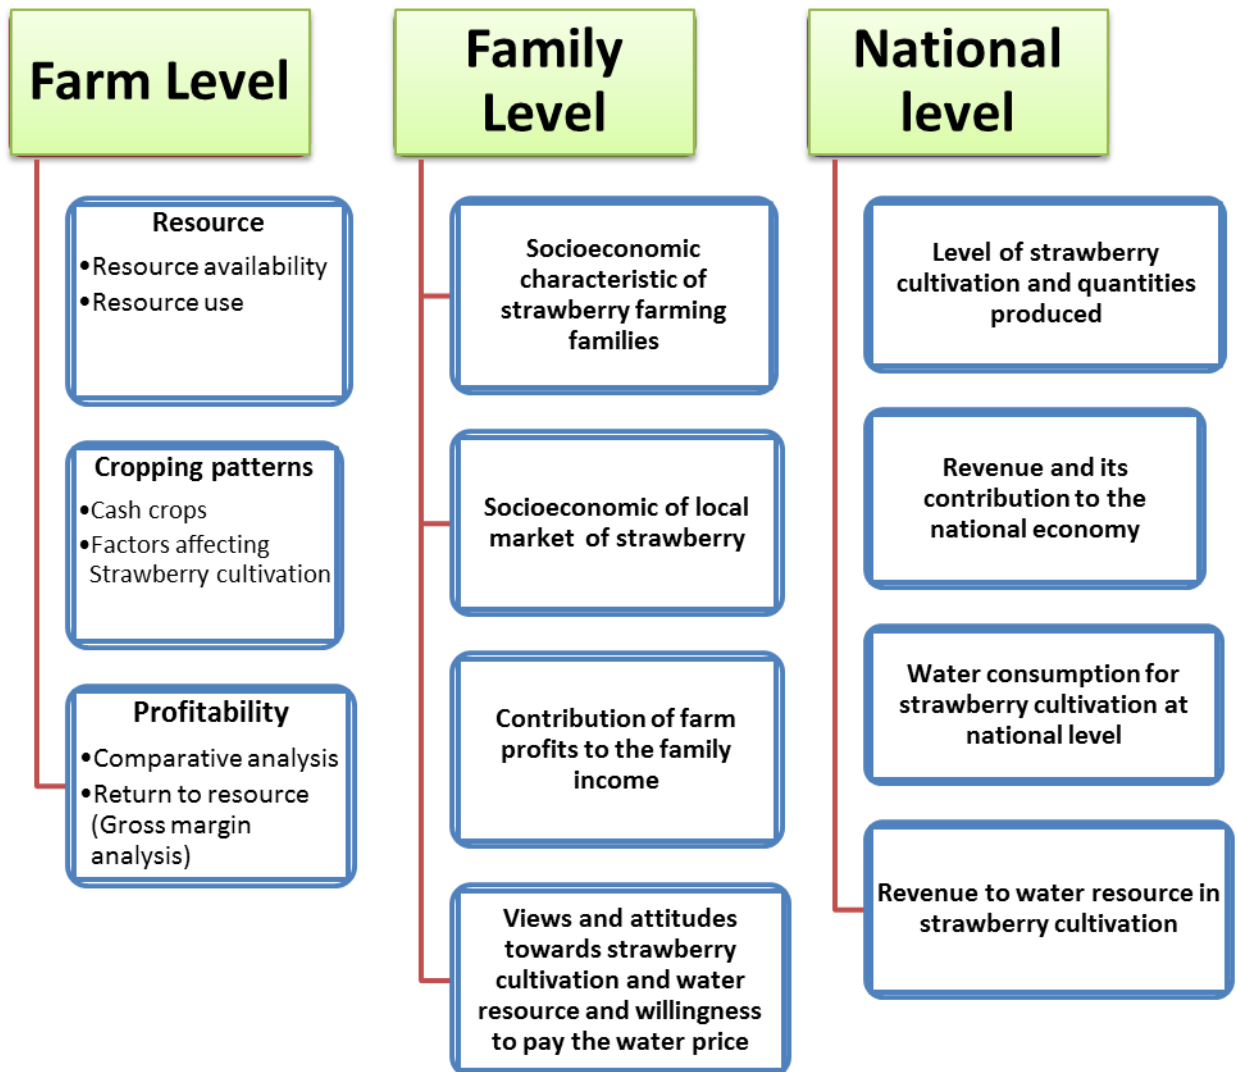 Farm Level
Resource
•Resource availability
•Resource use
Cropping patterns
•Cash crops
•Factors affecting
Strawberry cultivation
Profitability
•Comparative analysis
•Return to resource
(Gross margin
analysis)
Family
Level
Socioeconomic
characteristic of
strawberry farming
families
Socioeconomic of local
market of strawberry
Contribution of farm
profits to the family
income
Views and attitudes
towards strawberry
cultivation and water
resource and willingness
to pay the water price
National
level
Level of strawberry
cultivation and quantities
produced
Revenue and its
contribution to the
national economy
Water consumption for
strawberry cultivation at
national level
Revenue to water resource in
strawberry cultivation